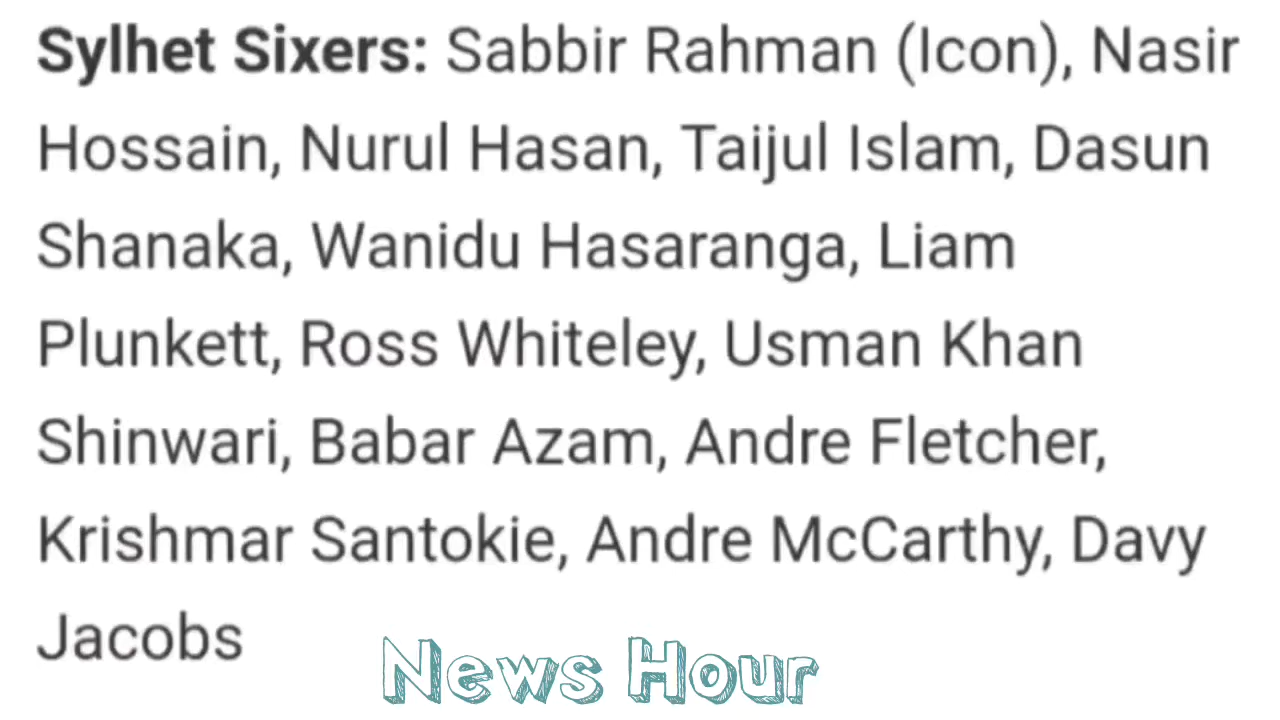 Sylhet Sixers: Sabbir Rahman (Icon), Nasir
Hossain, Nurul Hasan, Taijul Islam, Dasun
Shanaka, Wanidu Hasaranga, Liam
Plunkett, Ross Whiteley, Usman Khan
Shinwari, Babar Azam, Andre Fletcher,
Krishmar Santokie, Andre McCarthy, Davy
Jacobs
News Hour